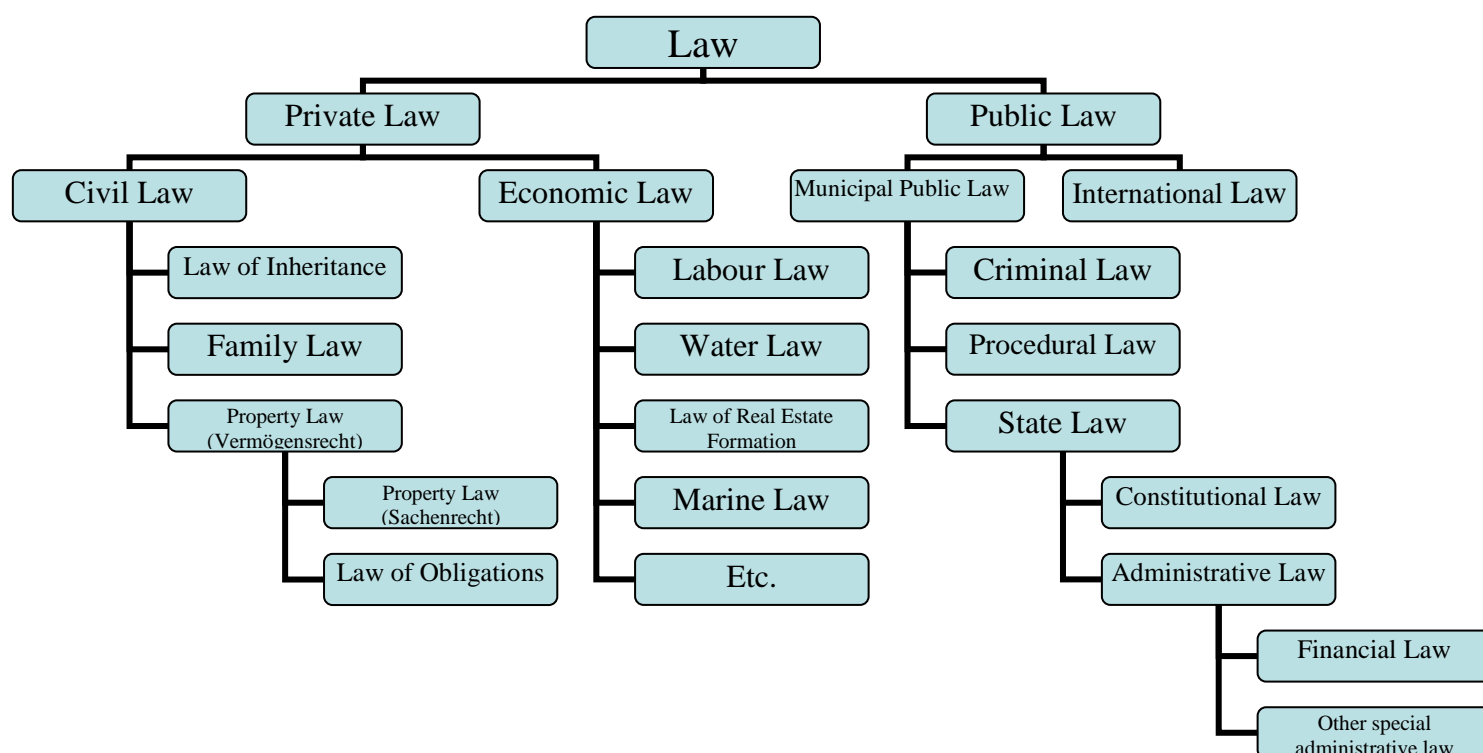 Law
Private Law
Public Law
Civil Law
Economic Law
Municipal Public Law
International Law
Law of Inheritance
Labour Law
Criminal Law
Family Law
Water Law
Procedural Law
Property Law
(Vermögensrecht)
Law of Real Estate
Formation
State Law
Property Law
(Sachenrecht)
Marine Law
Constitutional Law
Law of Obligations
Etc.
Administrative Law
Financial Law
Other special
administrative law